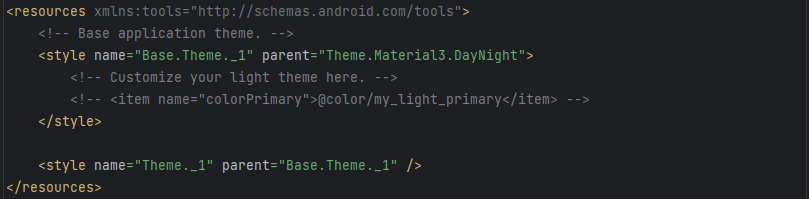 <resources xmlns:tools="http://schemas.android.com/tools">
    <!-- Base application theme. -->
    <style name="Base.Theme._1" parent="Theme.Material3.DayNight">
        <!-- Customize your light theme here. -->
        <!-- <item name="colorPrimary">@color/my_light_primary</item> -->
    </style>

    <style name="Theme._1" parent="Base.Theme._1" />
</resources>